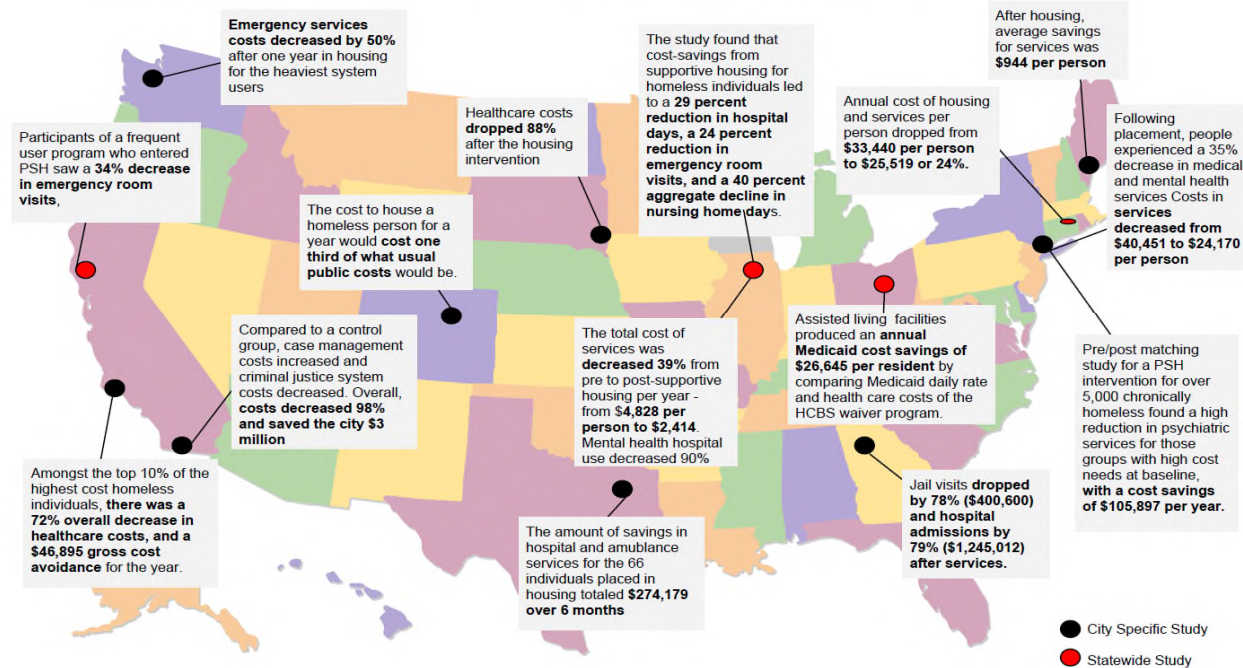 Emergency services
costs decreased by 50%
after one year in housing
for the heaviest system
users
Participants of a frequent
user program who entered
PSH saw a 34% decrease
in emergency room
visits,
Healthcare costs
dropped 88%
after the housing
intervention
The study found that
cost-savings from
supportive housing for
homeless individuals led
to a 29 percent
reduction in hospital
days, a 24 percent
reduction in
emergency room
visits, and a 40 percent
aggregate decline in
nursing home days.
After housing,
average savings
for services was
$944 per person
Annual cost of housing
and services per
person dropped from
$33,440 per person
to $25,519 or 24%.
Following
placement, people
experienced a 35%
decrease in medical
and mental health
services Costs in
services
decreased from
$40,451 to $24,170
per person
The cost to house a
homeless person for a
year would cost one
third of what usual
public costs would be.
Compared to a control
group, case management
costs increased and
criminal justice system
costs decreased. Overall,
costs decreased 98%
and saved the city $3
million
The total cost of
services was
decreased 39% from
pre to post-supportive
housing per year -
from $4,828 per
person to $2,414.
Mental health hospital
use decreased 90%
Assisted living facilities
produced an annual
Medicaid cost savings of
$26,645 per resident by
comparing Medicaid daily rate
and health care costs of the
HCBS waiver program.
Pre/post matching
study for a PSH
intervention for over
5,000 chronically
homeless found a high
reduction in psychiatric
services for those
groups with high cost
needs at baseline,
with a cost savings
of $105,897 per year.
Amongst the top 10% of the
highest cost homeless
individuals, there was a
72% overall decrease in
healthcare costs, and a
$46,895 gross cost
avoidance for the year.
The amount of savings in
hospital and amubulance
services for the 66
individuals placed in
housing totaled $274,179
over 6 months
Jail visits dropped
by 78% ($400,600)
and hospital
admissions by
79% ($1,245,012)
after services.
City Specific Study
Statewide Study